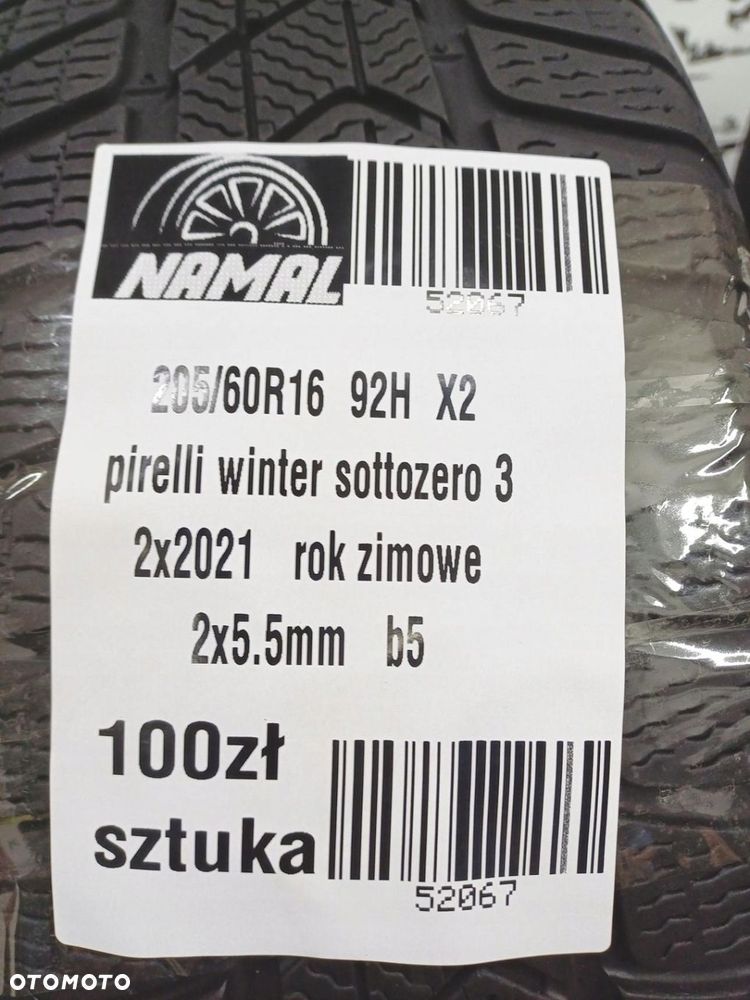 NAMAL
52067
205/60R16 92H X2
pirelli winter sottozero 3
2x2021 rok zimowe
2x5.5mm b5
100zł
sztuka
52067
OTOMOTO